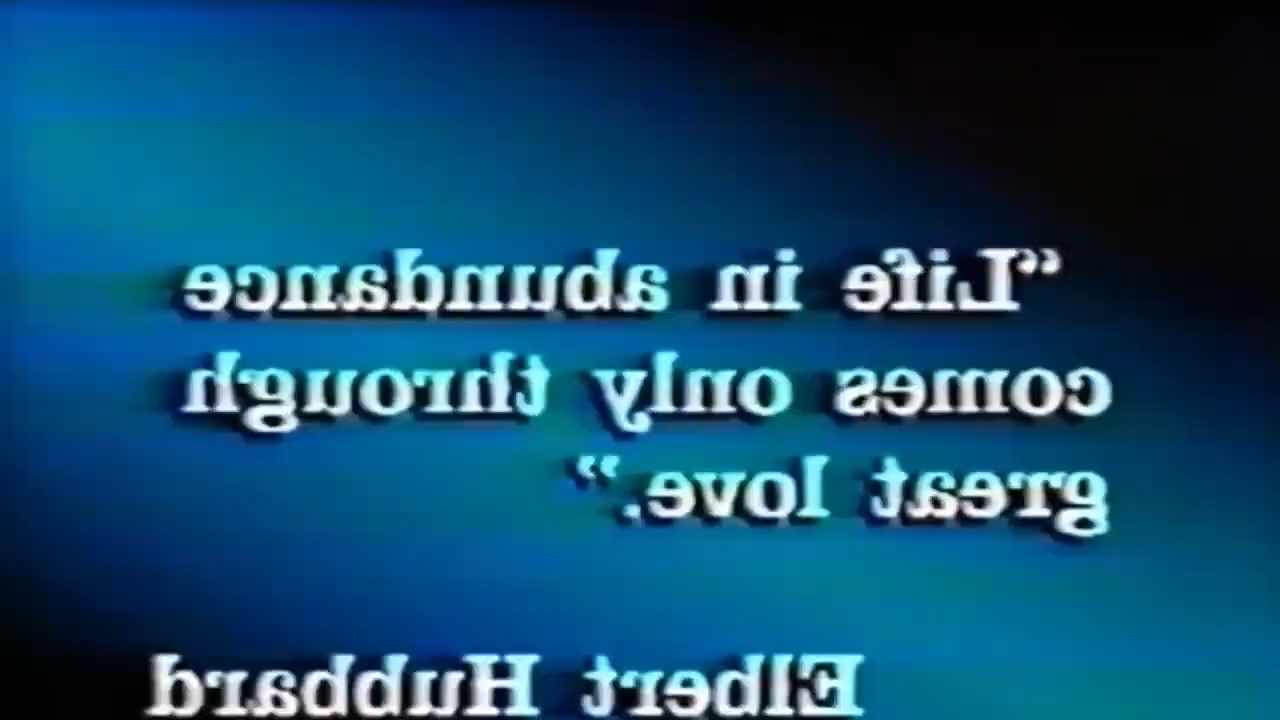 “Life in abundance
comes only through
great love.”
Elbert Hubbard